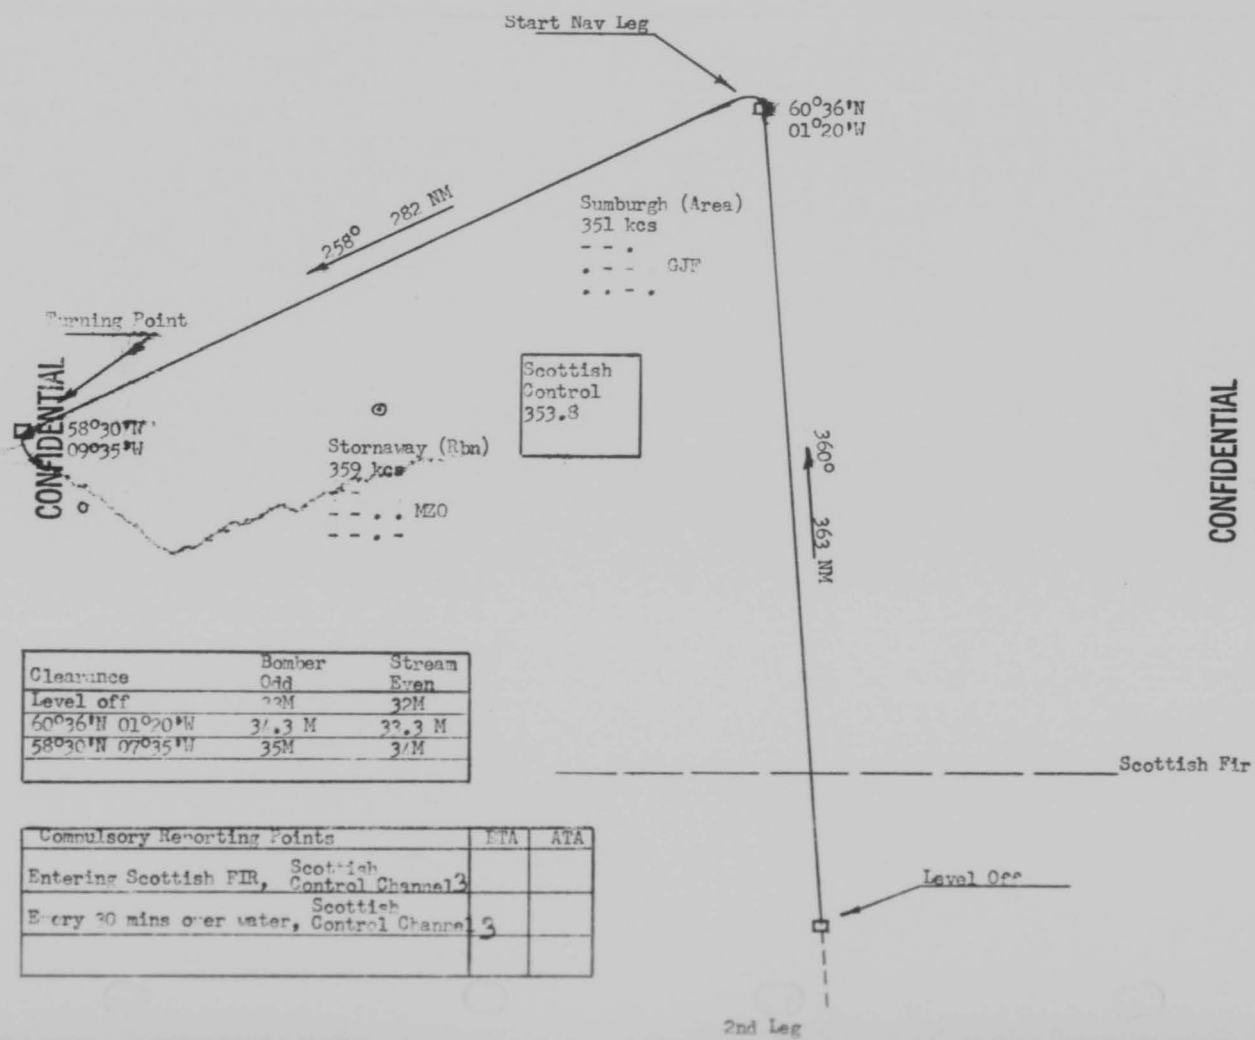 Start Nav Leg
60°36'N
01°20'W
258° 282 NM
Sumburgh (Area)
351 kcs
- - .
. - - - GJF
. . - .
Turning Point
CONFIDENTIAL
58°30'N
09°35'W
Scottish
Control
353.8
Stornaway (Rbn)
359 kcs
- -
- - . . MZO
- - . -
360° 363 NM
CONFIDENTIAL
Clearance Bomber Odd Stream Even
Level off 32M
60°36'N 01°20'W 34.3 M 33.3 M
58°30'N 07°35'W 35M 34M
Scottish Fir
Compulsory Reporting Points ETA ATA
Entering Scottish FIR, Scottish Control Channel 3
Every 30 mins over water, Scottish Control Channel 3
Level Off
2nd Leg